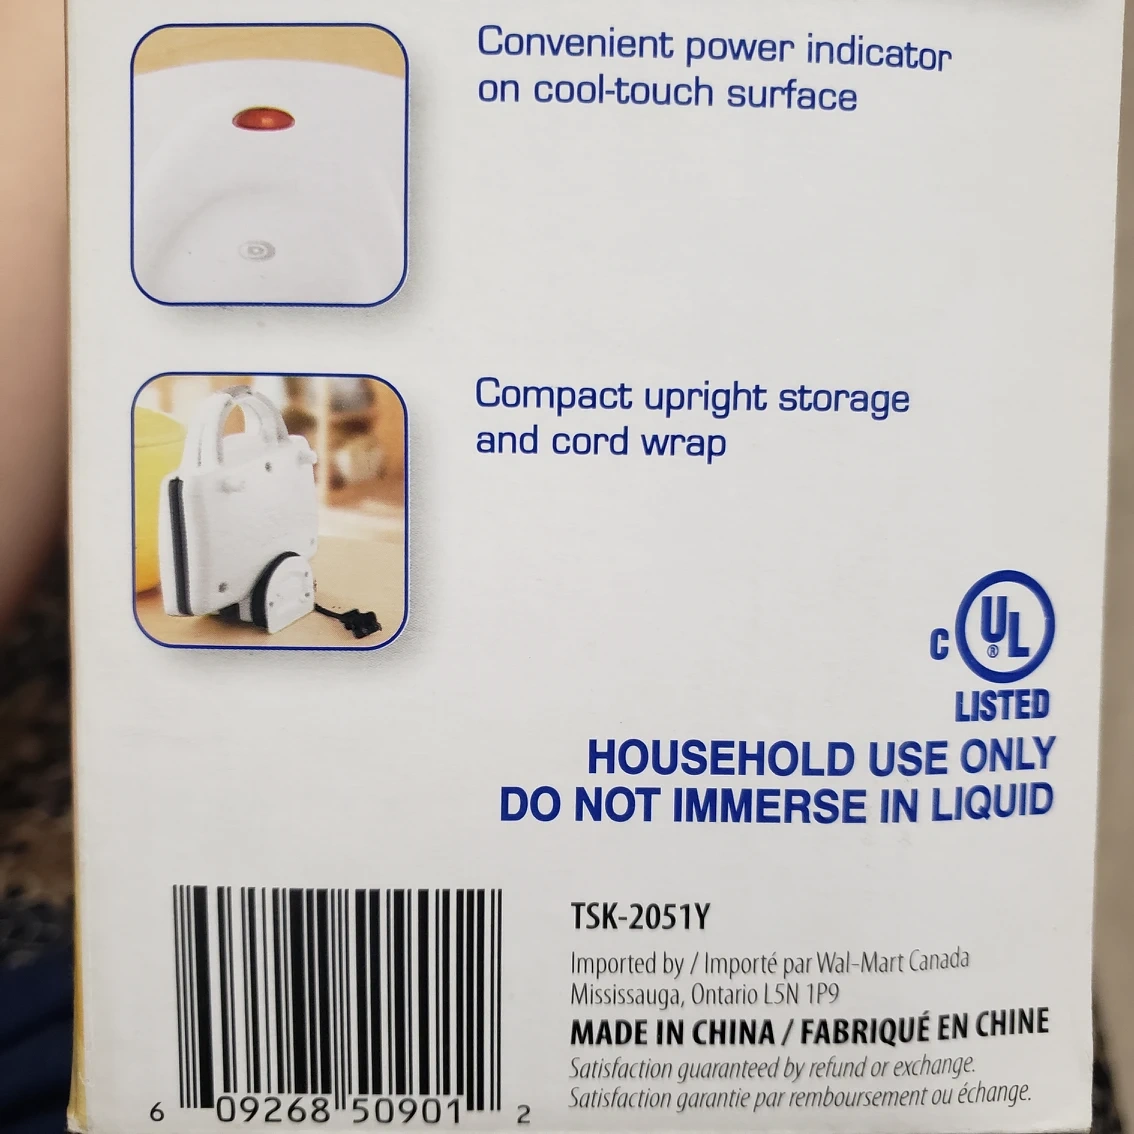 Convenient power indicator
on cool-touch surface
Compact upright storage
and cord wrap
C UL ®
LISTED
HOUSEHOLD USE ONLY
DO NOT IMMERSE IN LIQUID
TSK-2051Y
Imported by / Importé par Wal-Mart Canada
Mississauga, Ontario L5N 1P9
MADE IN CHINA / FABRIQUÉ EN CHINE
Satisfaction guaranteed by refund or exchange.
Satisfaction garantie par remboursement ou échange.
6 09268 50901 2